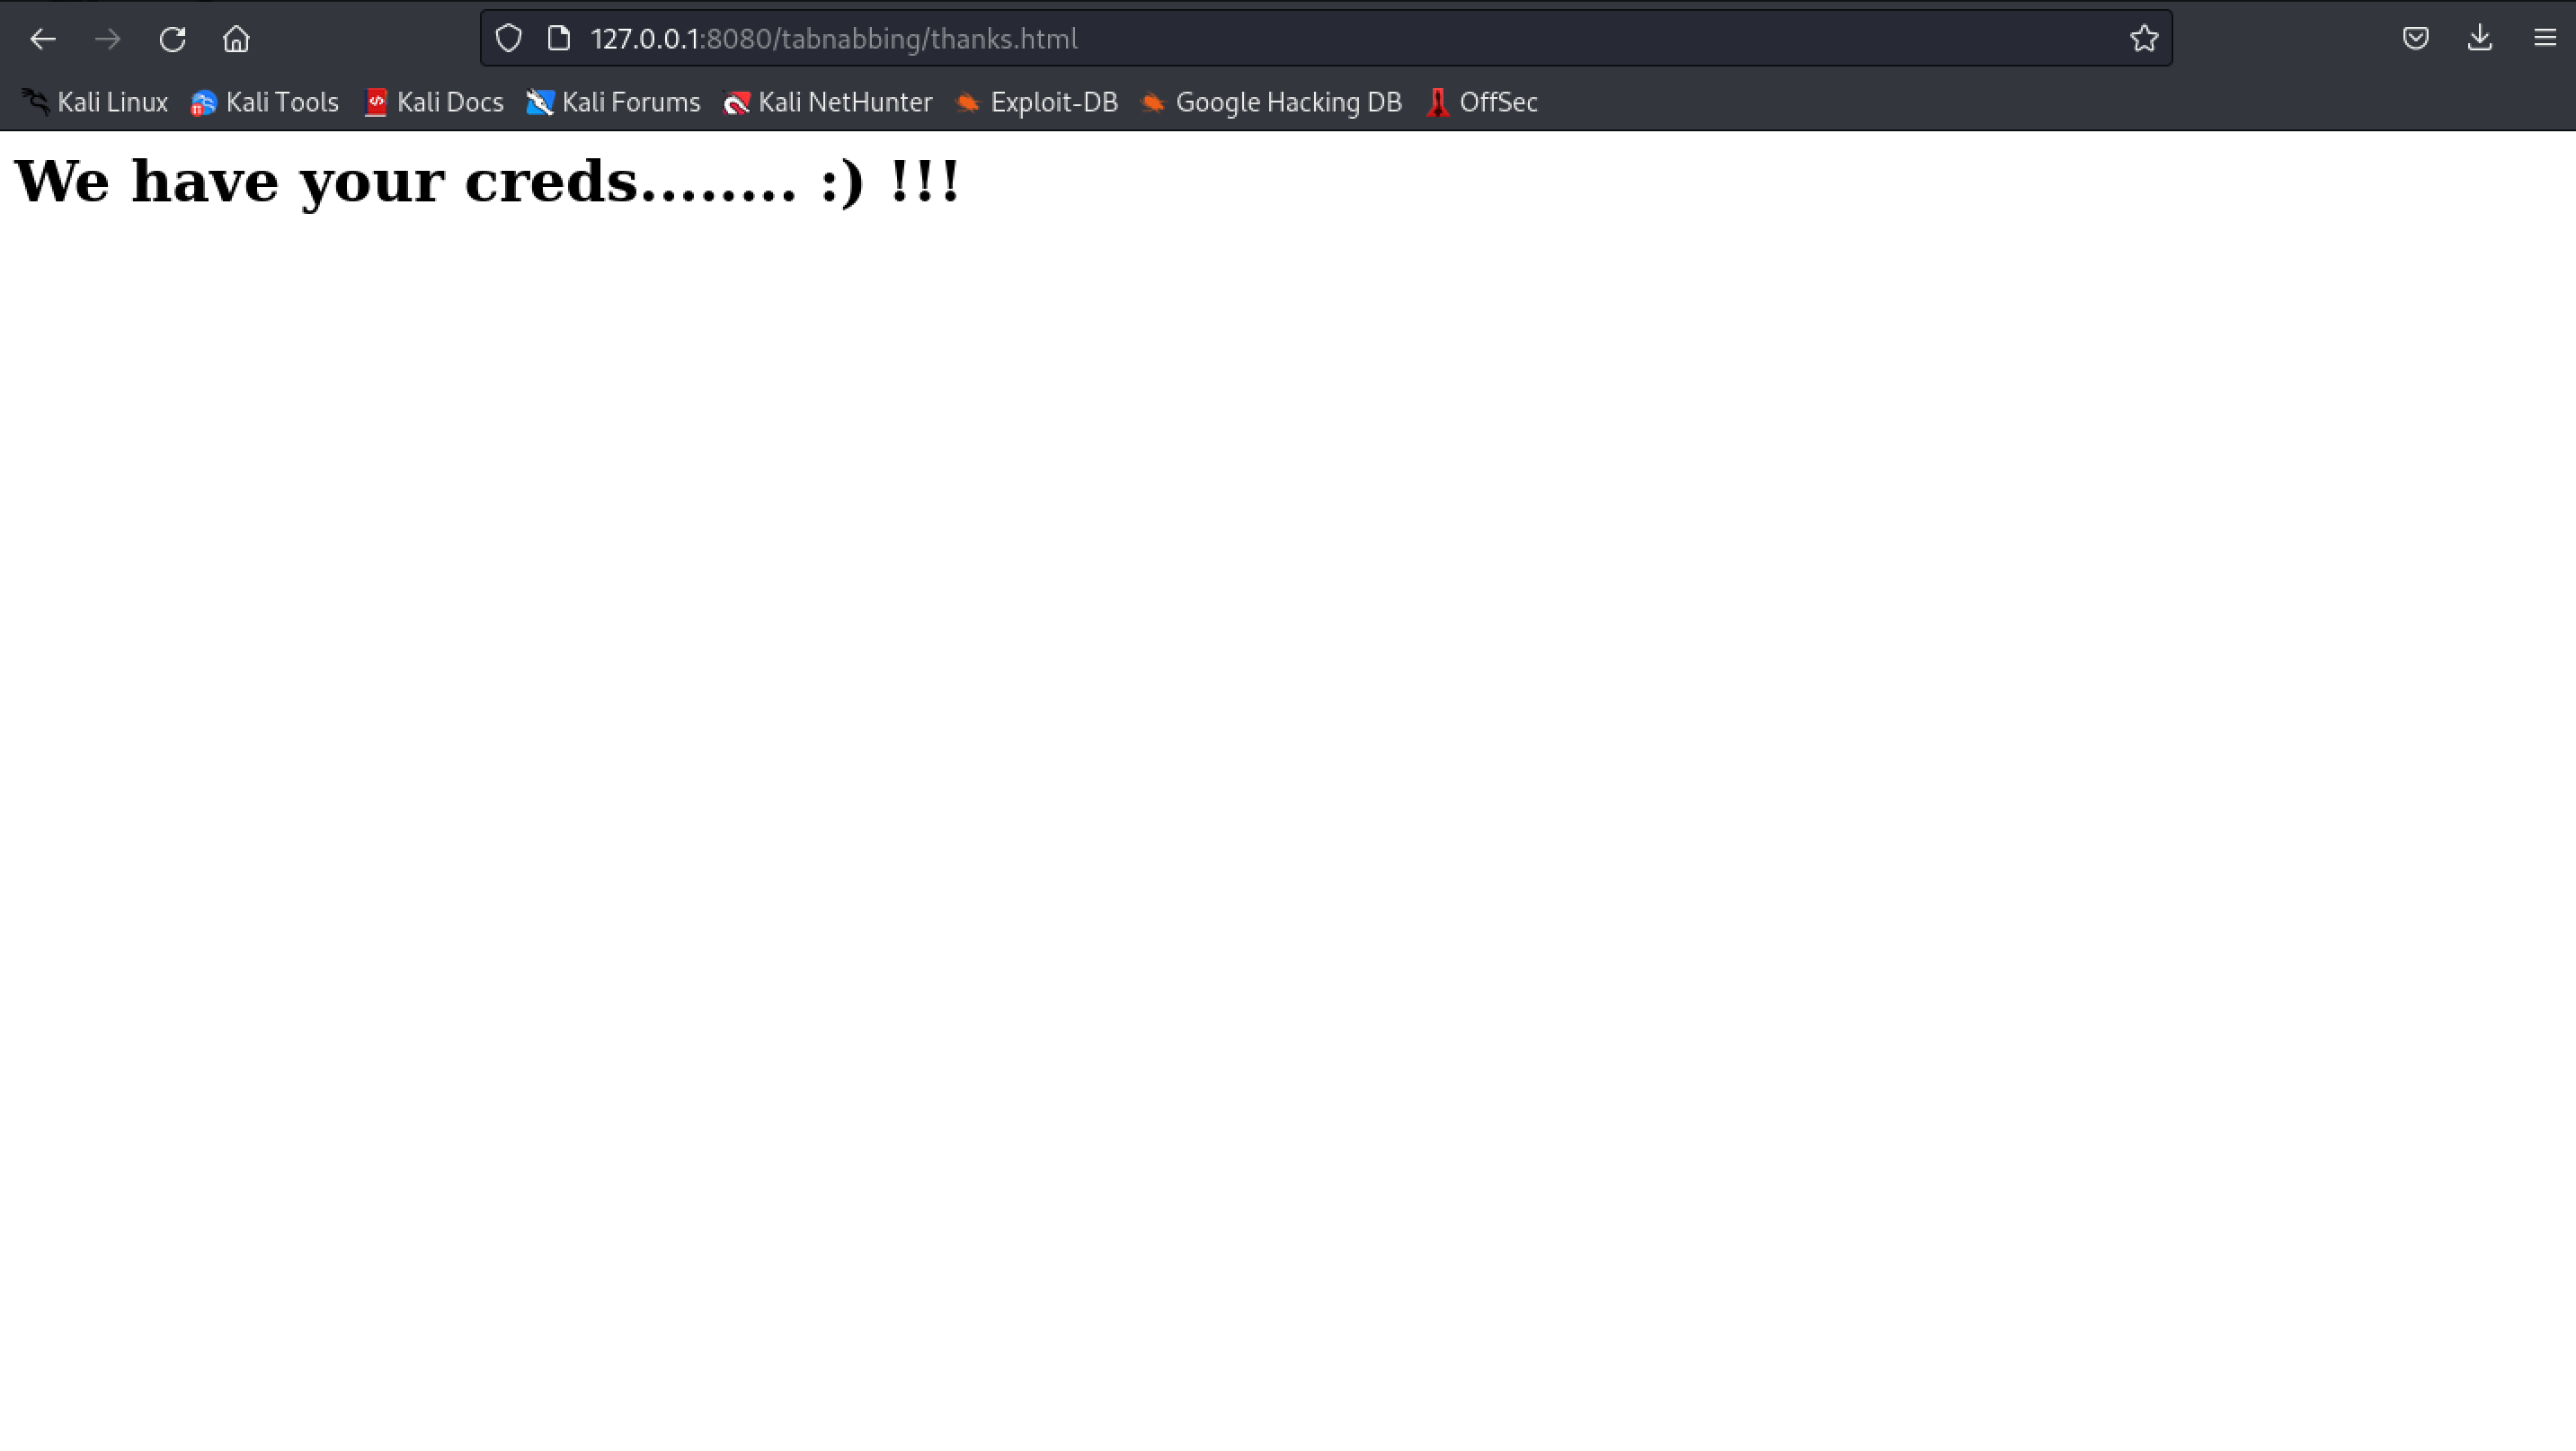 127.0.0.1:8080/tabnabbing/thanks.html
Kali Linux Kali Tools Kali Docs Kali Forums Kali NetHunter Exploit-DB Google Hacking DB OffSec
We have your creds........ :) !!!